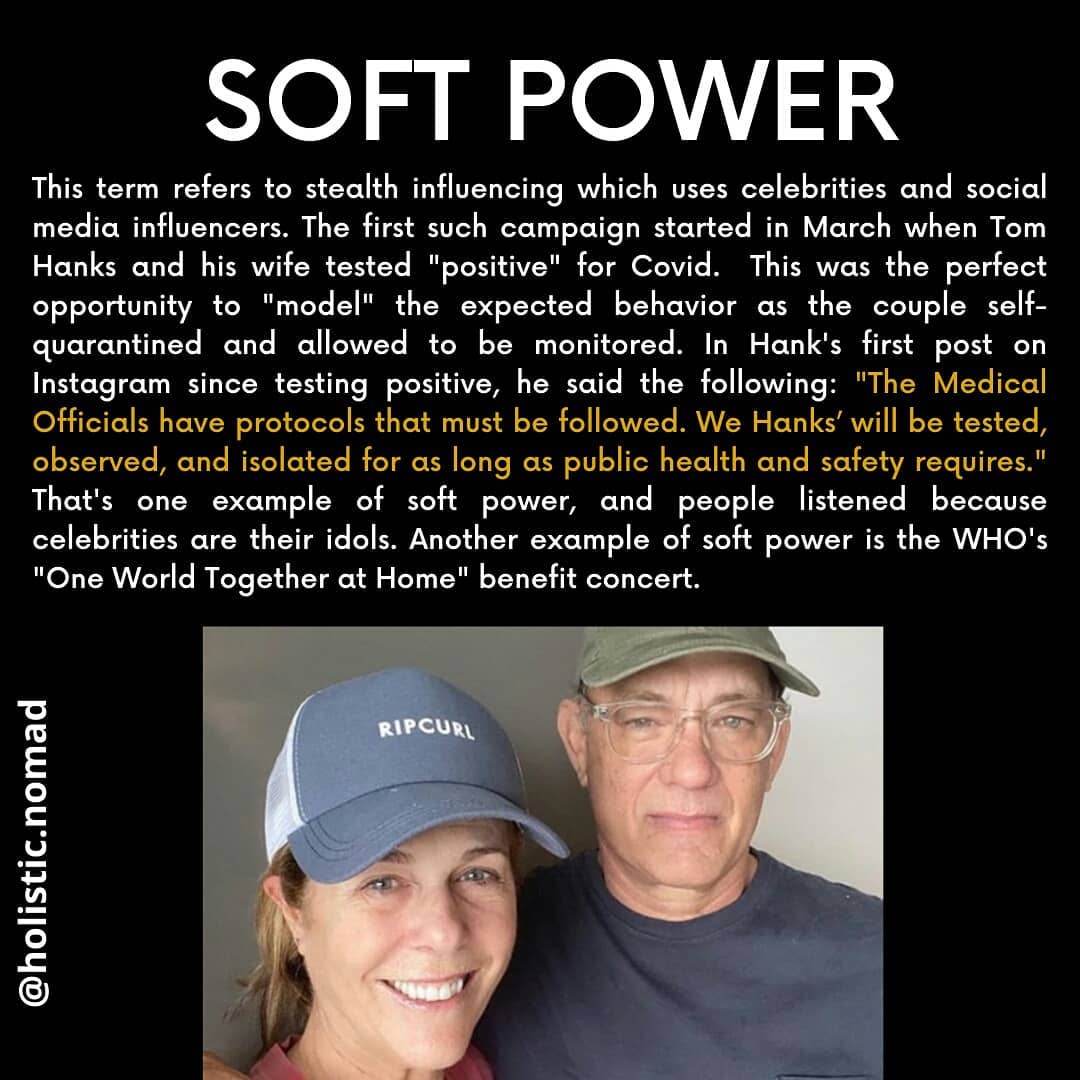 SOFT POWER
This term refers to stealth influencing which uses celebrities and social
media influencers. The first such campaign started in March when Tom
Hanks and his wife tested "positive" for Covid.  This was the perfect
opportunity to "model" the expected behavior as the couple self-
quarantined and allowed to be monitored. In Hank's first post on
Instagram since testing positive, he said the following: "The Medical
Officials have protocols that must be followed. We Hanks’ will be tested,
observed, and isolated for as long as public health and safety requires."
That's one example of soft power, and people listened because
celebrities are their idols. Another example of soft power is the WHO's
"One World Together at Home" benefit concert.
RIPCURL
@holistic.nomad